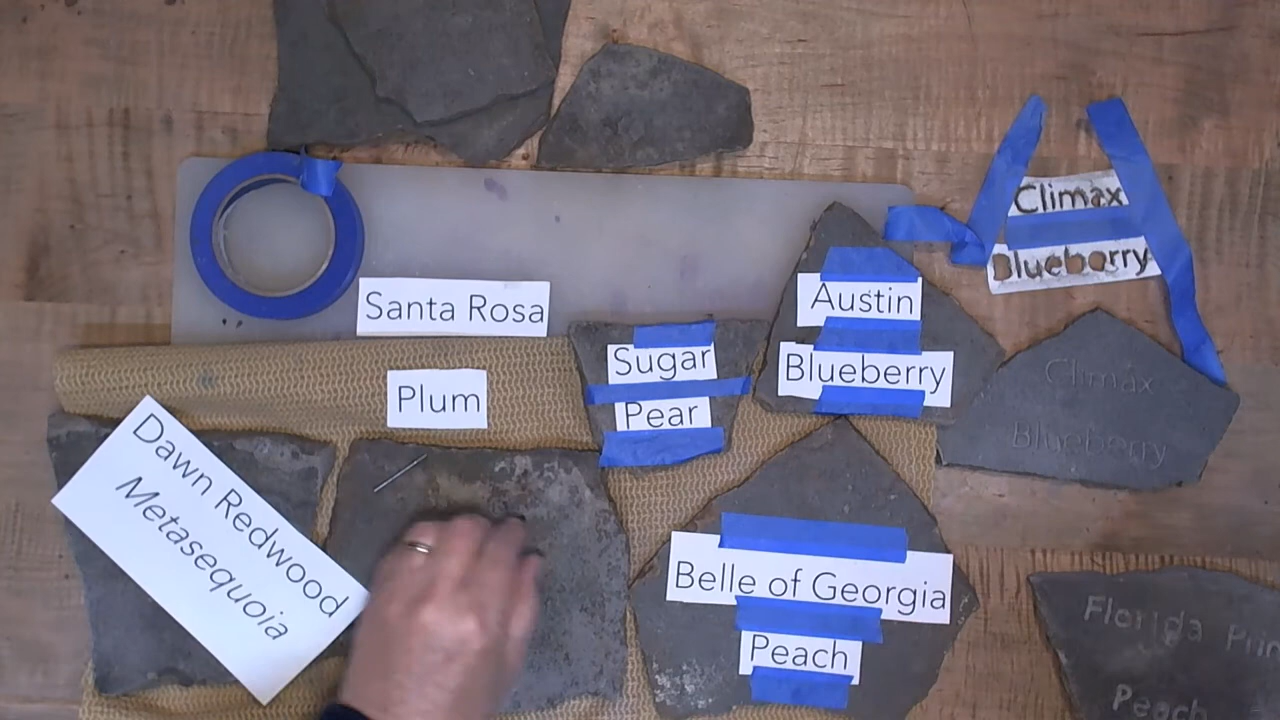 Climax
Blueberry
Santa Rosa
Plum
Sugar
Pear
Austin
Blueberry
Climax
Blueberry
Dawn Redwood
Metasequoia
Belle of Georgia
Peach
Florida
Peach